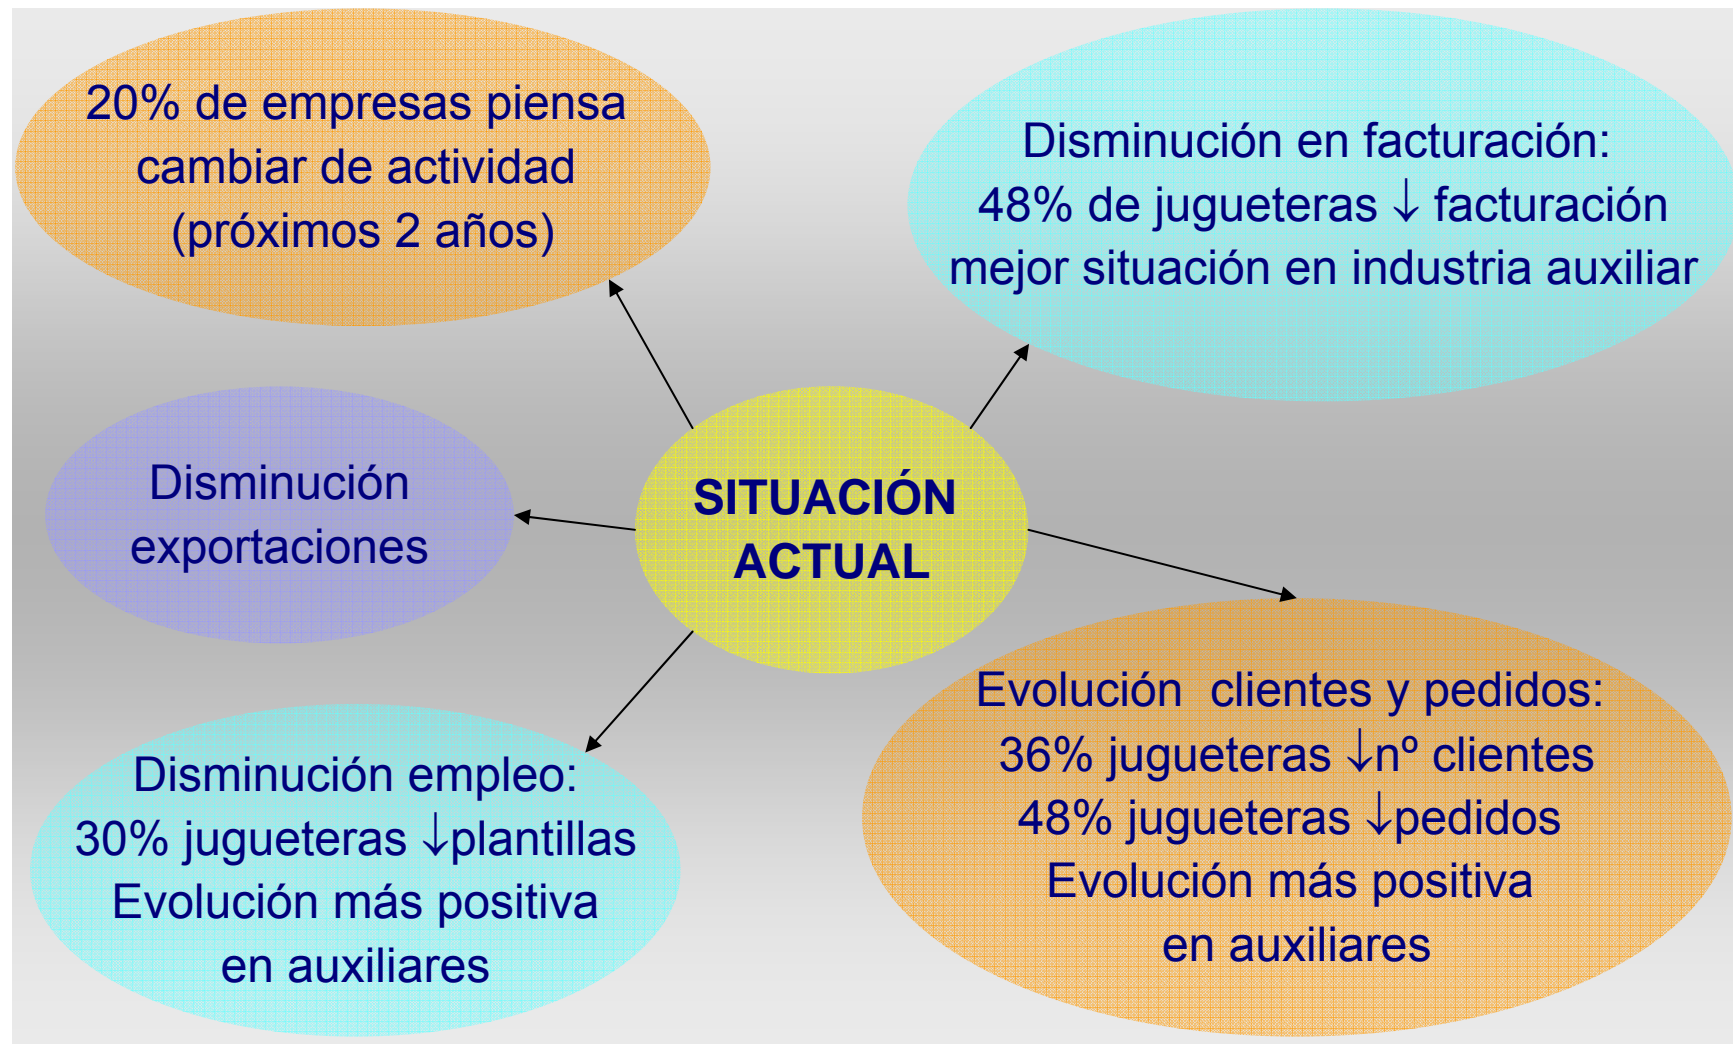 20% de empresas piensa
cambiar de actividad
(próximos 2 años)
Disminución en facturación:
48% de jugueteras ↓ facturación
mejor situación en industria auxiliar
Disminución
exportaciones
SITUACIÓN
ACTUAL
Disminución empleo:
30% jugueteras ↓plantillas
Evolución más positiva
en auxiliares
Evolución  clientes y pedidos:
36% jugueteras ↓nº clientes
48% jugueteras ↓pedidos
Evolución más positiva
en auxiliares